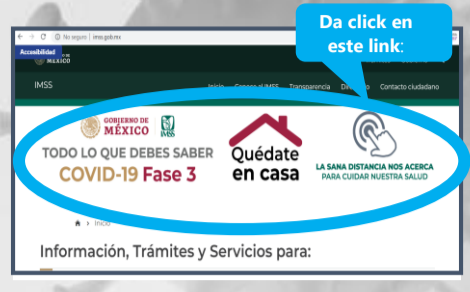 Da click en
este link:
No seguro | imss.gob.mx
Accesibilidad
MÉXICO
IMSS
Inicio Conoce al IMSS Transparencia Directorio Contacto ciudadano
GOBIERNO DE
MÉXICO
IMSS
TODO LO QUE DEBES SABER
COVID-19 Fase 3
Quédate
en casa
LA SANA DISTANCIA NOS ACERCA
PARA CUIDAR NUESTRA SALUD
> Inicio
Información, Trámites y Servicios para: